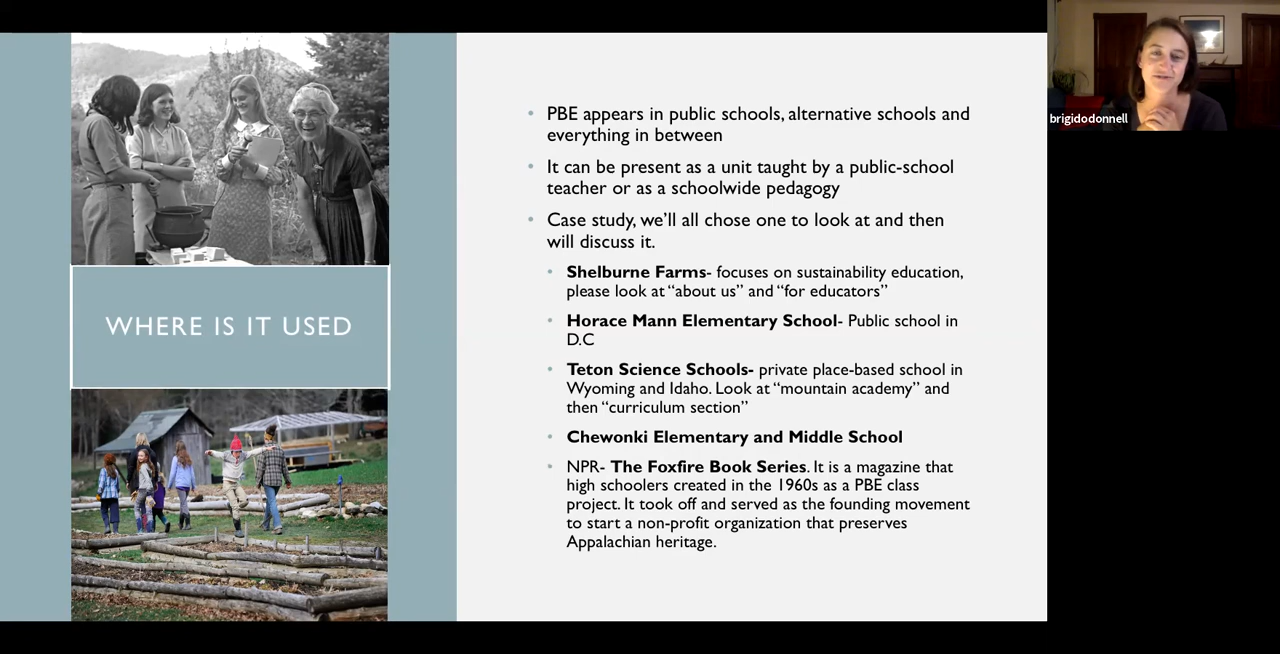 WHERE IS IT USED
PBE appears in public schools, alternative schools and
everything in between
It can be present as a unit taught by a public-school
teacher or as a schoolwide pedagogy
Case study, we’ll all chose one to look at and then
will discuss it.
Shelburne Farms- focuses on sustainability education,
please look at “about us” and “for educators”
Horace Mann Elementary School- Public school in
D.C
Teton Science Schools- private place-based school in
Wyoming and Idaho. Look at “mountain academy” and
then “curriculum section”
Chewonki Elementary and Middle School
NPR- The Foxfire Book Series. It is a magazine that
high schoolers created in the 1960s as a PBE class
project. It took off and served as the founding movement
to start a non-profit organization that preserves
Appalachian heritage.
brigidodonnell